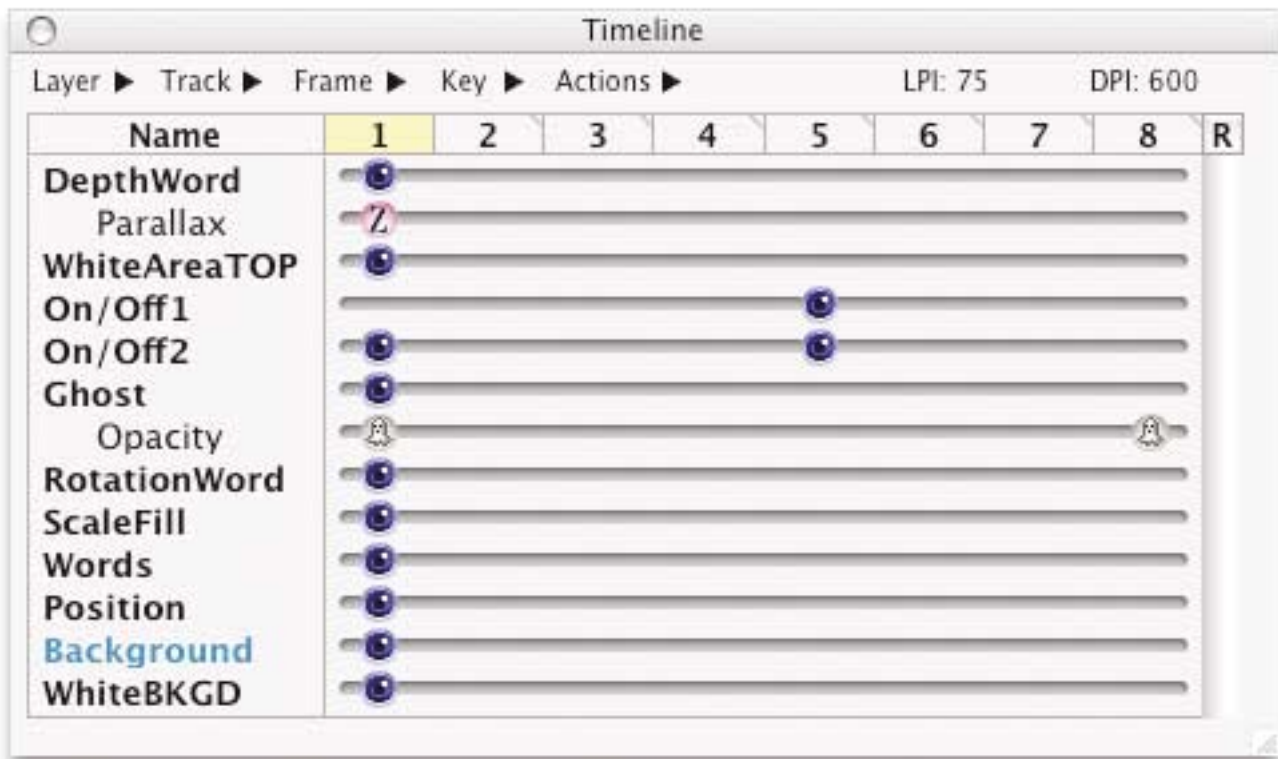 Timeline
Layer ▶ Track ▶ Frame ▶ Key ▶ Actions ▶ LPI: 75 DPI: 600
Name 1 2 3 4 5 6 7 8 R
DepthWord
Parallax Z
WhiteAreaTOP
On/Off1
On/Off2
Ghost
Opacity
RotationWord
ScaleFill
Words
Position
Background
WhiteBKGD